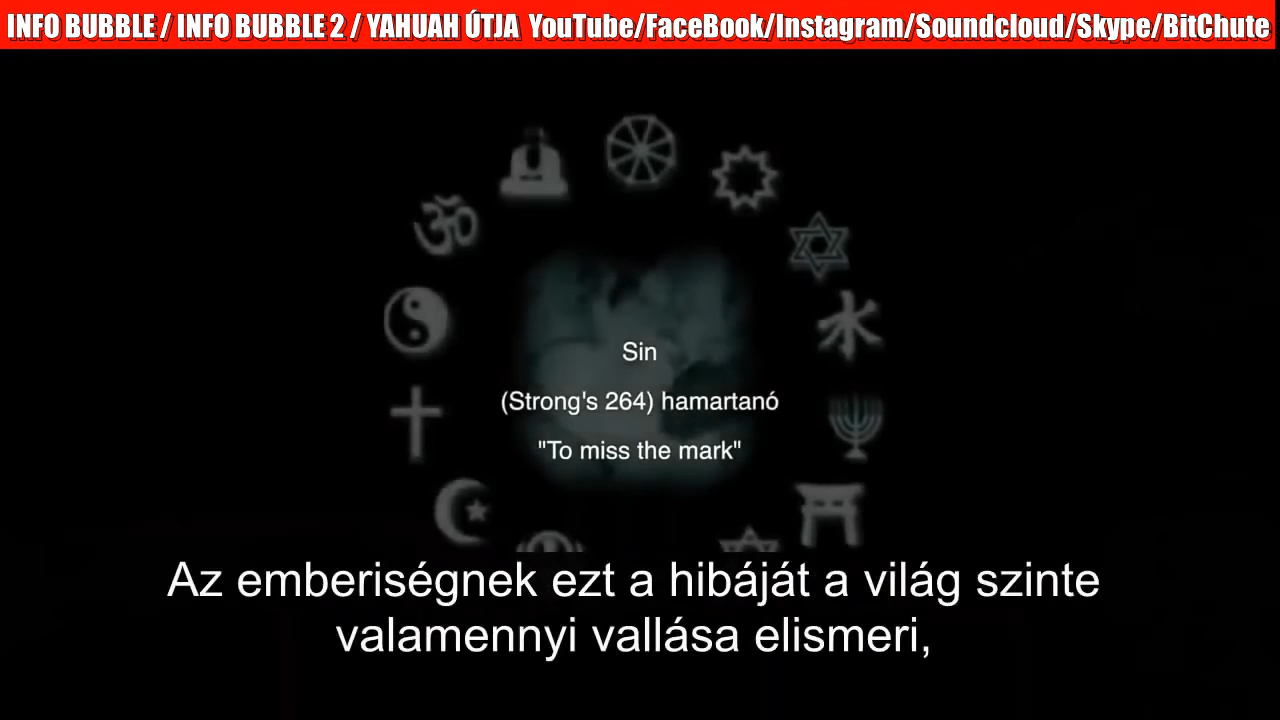 INFO BUBBLE / INFO BUBBLE 2 / YAHUAH ÚTJA YouTube/FaceBook/Instagram/Soundcloud/Skype/BitChute
Sin
(Strong's 264) hamartanó
"To miss the mark"
Az emberiségnek ezt a hibáját a világ szinte
valamennyi vallása elismeri,